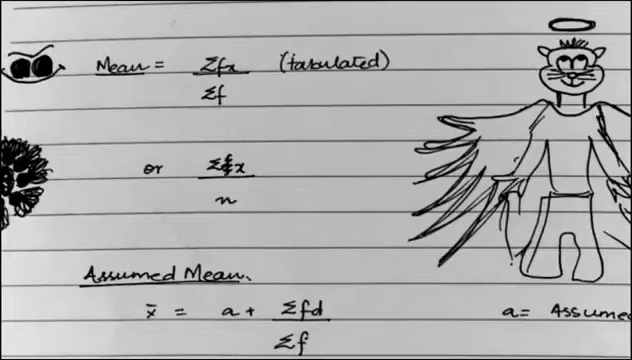 Mean = Σfx / Σf (tabulated)
or Σx / n
Assumed Mean.
x̄ = a + Σfd / Σf a = Assumed